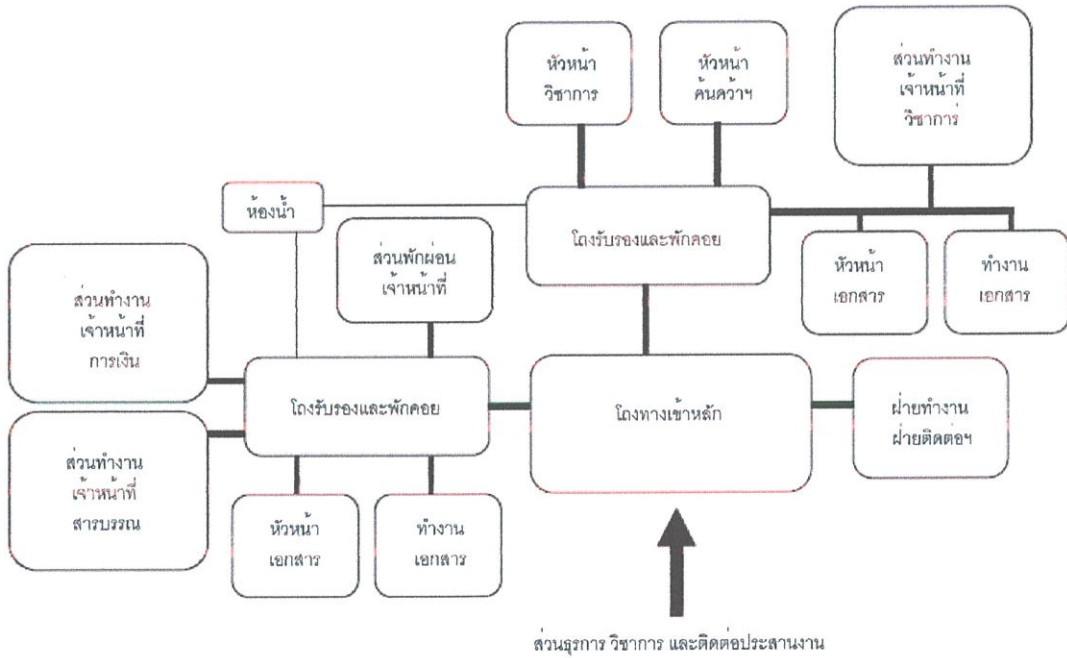 หัวหน้า
วิชาการ
หัวหน้า
ค้นคว้าฯ
ส่วนทำงาน
เจ้าหน้าที่
วิชาการ
ห้องน้ำ
โถงรับรองและพักคอย
ส่วนพักผ่อน
เจ้าหน้าที่
หัวหน้า
เอกสาร
ทำงาน
เอกสาร
ส่วนทำงาน
เจ้าหน้าที่
การเงิน
โถงรับรองและพักคอย
โถงทางเข้าหลัก
ฝ่ายทำงาน
ฝ่ายติดต่อฯ
ส่วนทำงาน
เจ้าหน้าที่
สารบรรณ
หัวหน้า
เอกสาร
ทำงาน
เอกสาร
ส่วนธุรการ วิชาการ และติดต่อประสานงาน